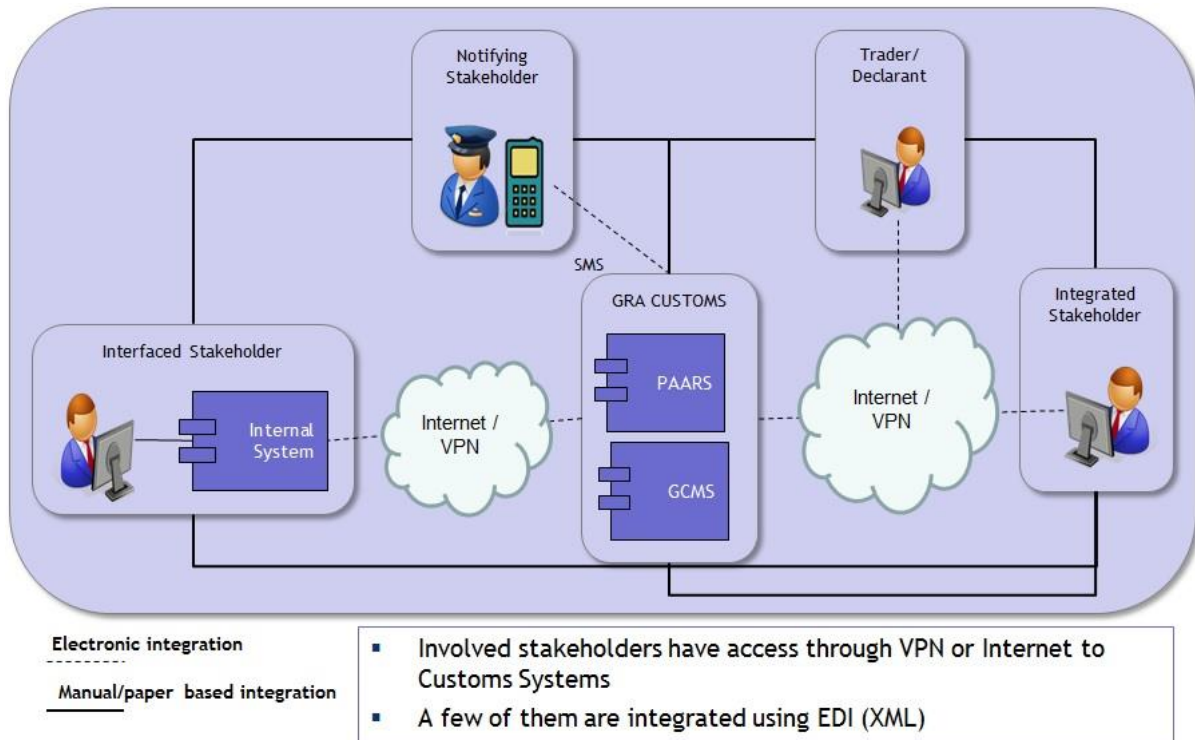 Notifying
Stakeholder
Trader/
Declarant
SMS
GRA CUSTOMS
Integrated
Stakeholder
Interfaced Stakeholder
PAARS
Internet /
VPN
Internal
System
Internet /
VPN
GCMS
Electronic integration
Manual/paper based integration
▪ Involved stakeholders have access through VPN or Internet to
Customs Systems
▪ A few of them are integrated using EDI (XML)